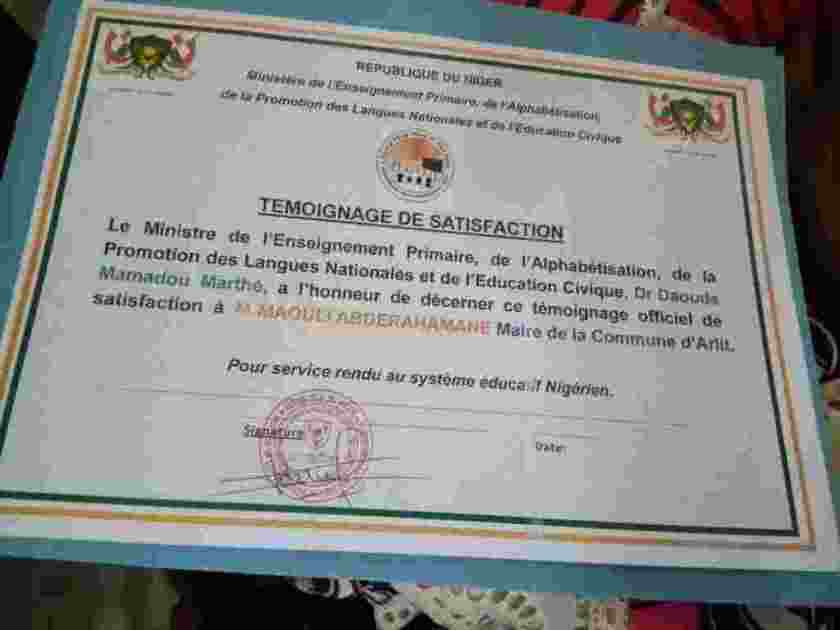 REPUBLIQUE DU NIGER
Ministère de l'Enseignement Primaire, de l'Alphabétisation,
de la Promotion des Langues Nationales et de l'Education Civique
TEMOIGNAGE DE SATISFACTION
Le Ministre de l'Enseignement Primaire, de l'Alphabétisation, de la
Promotion des Langues Nationales et de l'Education Civique, Dr Daouda
Mamadou Marthé, a l'honneur de décerner ce témoignage officiel de
satisfaction à M.MAOULI ABDERAHAMANE Maire de la Commune d'Arlit.
Pour service rendu au système éducatif Nigérien.
Signature
Date: